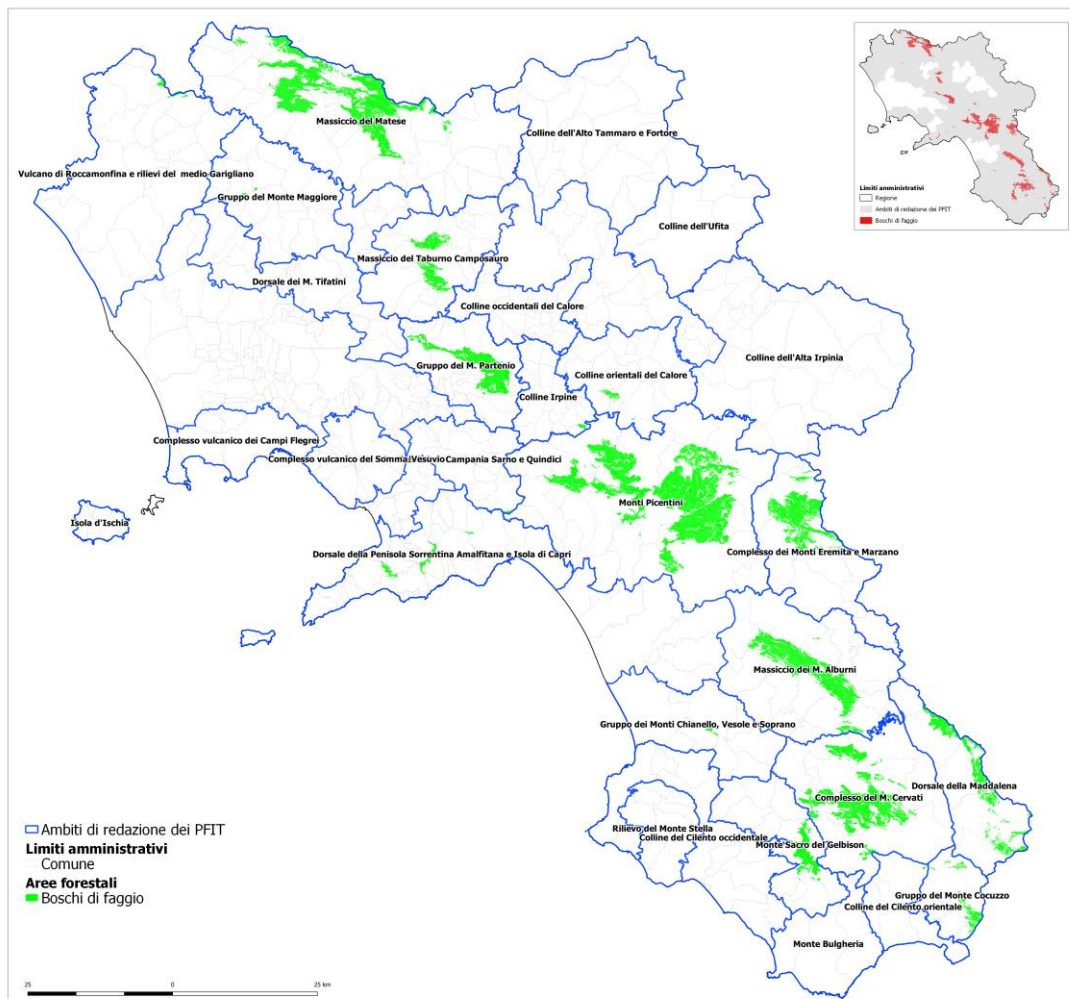 Massiccio del Matese
Colline dell'Alto Tammaro e Fortore
Vulcano di Roccamonfina e rilievi del medio Garigliano
Gruppo del Monte Maggiore
Colline dell'Ufita
Massiccio del Taburno Camposauro
Dorsale dei M. Tifatini
Colline occidentali del Calore
Colline dell'Alta Irpinia
Gruppo del M. Partenio
Colline orientali del Calore
Colline Irpine
Complesso vulcanico dei Campi Flegrei
Complesso vulcanico del Somma
Vesuvio
Campania Sarno e Quindici
Monti Picentini
Isola d'Ischia
Dorsale della Penisola Sorrentina Amalfitana e Isola di Capri
Complesso dei Monti Eremita e Marzano
Massiccio dei M. Alburni
Gruppo dei Monti Chianello, Vesole e Soprano
Dorsale della Maddalena
Complesso del M. Cervati
Rilievo del Monte Stella
Colline del Cilento occidentale
Monte Sacro del Gelbison
Gruppo del Monte Cocuzzo
Colline del Cilento orientale
Monte Bulgheria
Ambiti di redazione dei PFIT
Limiti amministrativi
Comune
Aree forestali
Boschi di faggio
25 0 25 km
Limiti amministrativi
Regione
Ambiti di redazione dei PFIT
Boschi di faggio